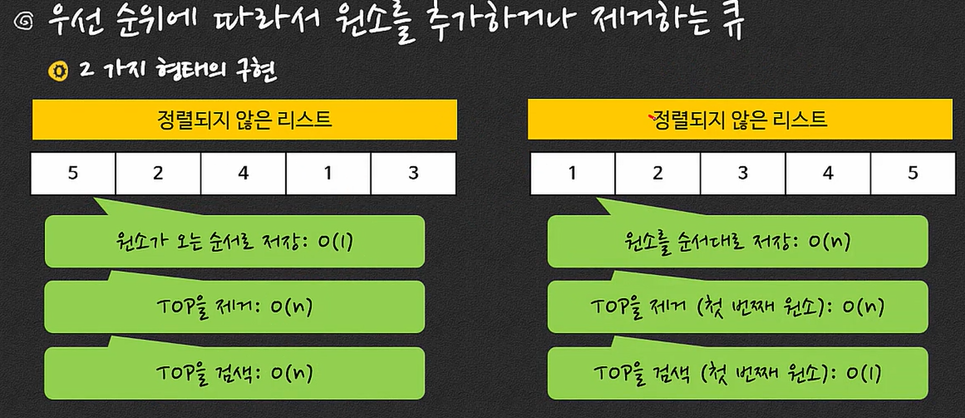 우선 순위에 따라서 원소를 추가하거나 제거하는 큐
2 가지 형태의 구현
정렬되지 않은 리스트
5 2 4 1 3
원소가 오는 순서로 저장: O(1)
TOP을 제거: O(n)
TOP을 검색: O(n)
정렬되지 않은 리스트
1 2 3 4 5
원소를 순서대로 저장: O(n)
TOP을 제거 (첫 번째 원소): O(n)
TOP을 검색 (첫 번째 원소): O(1)